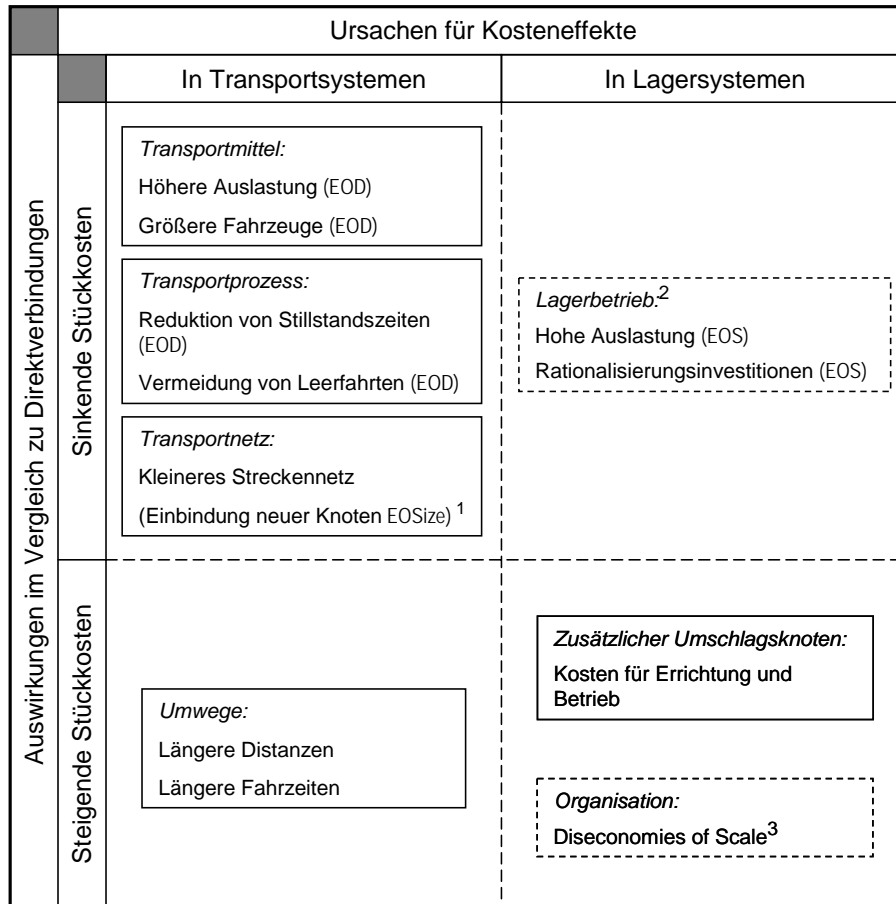 Ursachen für Kosteneffekte
In Transportsystemen
In Lagersystemen
Auswirkungen im Vergleich zu Direktverbindungen
Sinkende Stückkosten
Transportmittel:
Höhere Auslastung (EOD)
Größere Fahrzeuge (EOD)
Transportprozess:
Reduktion von Stillstandszeiten
(EOD)
Vermeidung von Leerfahrten (EOD)
Transportnetz:
Kleineres Streckennetz
(Einbindung neuer Knoten EOSize) 1
Lagerbetrieb:2
Hohe Auslastung (EOS)
Rationalisierungsinvestitionen (EOS)
Steigende Stückkosten
Umwege:
Längere Distanzen
Längere Fahrzeiten
Zusätzlicher Umschlagsknoten:
Kosten für Errichtung und
Betrieb
Organisation:
Diseconomies of Scale3